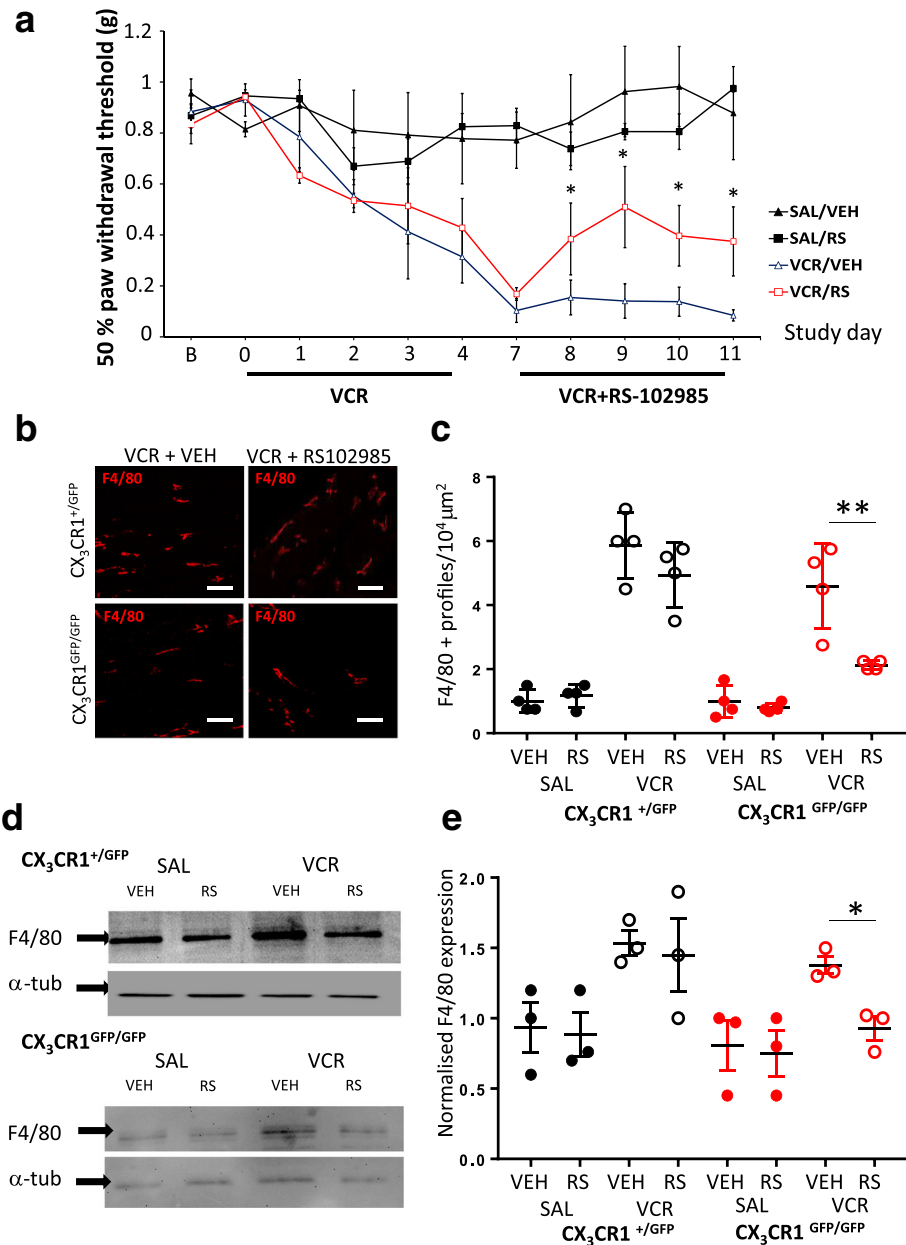 a
50 % paw withdrawal threshold (g)
1.2
1
0.8
0.6
0.4
0.2
0
* * * *
SAL/VEH
SAL/RS
VCR/VEH
VCR/RS
B 0 1 2 3 4 7 8 9 10 11
Study day
VCR VCR+RS-102985
b
VCR + VEH VCR + RS102985
CX3CR1+/GFP
F4/80 F4/80
CX3CR1GFP/GFP
F4/80 F4/80
c
F4/80 + profiles/10⁴ µm²
8
6
4
2
0
**
VEH RS VEH RS VEH RS VEH RS
SAL VCR SAL VCR
CX3CR1 +/GFP CX3CR1 GFP/GFP
d
CX3CR1+/GFP
SAL VCR
VEH RS VEH RS
F4/80
α-tub
CX3CR1GFP/GFP
SAL VCR
VEH RS VEH RS
F4/80
α-tub
e
Normalised F4/80 expression
2.0
1.5
1.0
0.5
0.0
*
VEH RS VEH RS VEH RS VEH RS
SAL VCR SAL VCR
CX3CR1 +/GFP CX3CR1 GFP/GFP